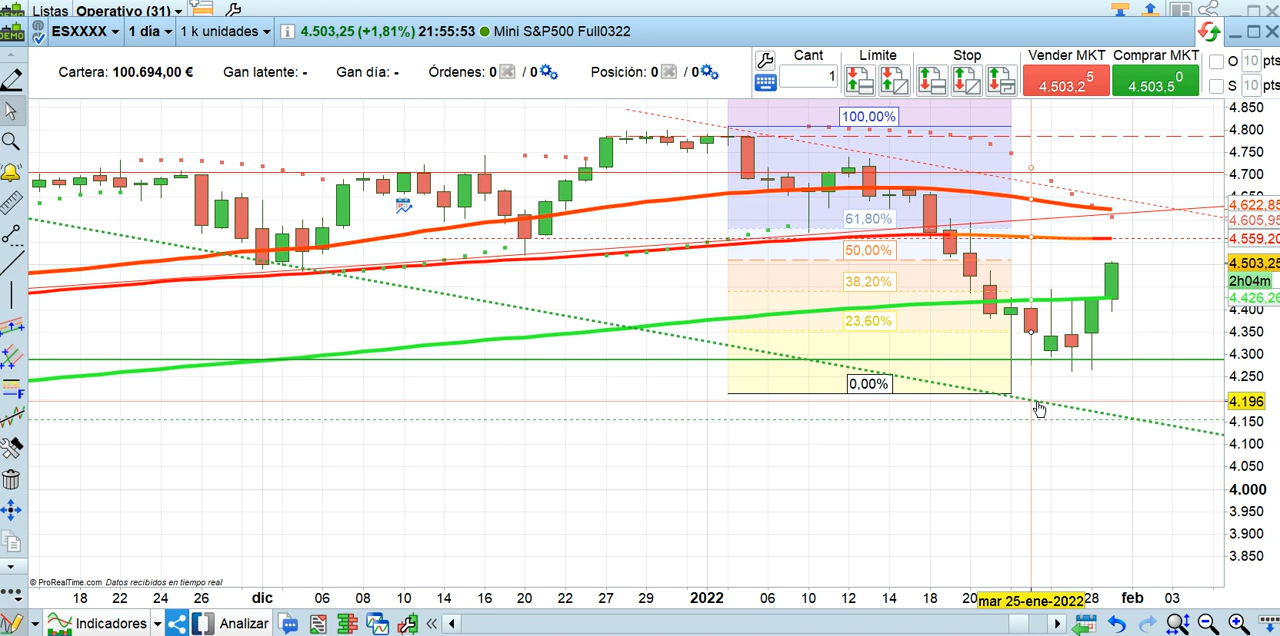 Listas Operativo (31)
DEMO ESXXXX 1 día 1 k unidades 4.503,25 (+1,81%) 21:55:53 Mini S&P500 Full0322
Cartera: 100.694,00 € Gan latente: - Gan día: - Órdenes: 0 / 0 Posición: 0 / 0
Cant Límite Stop Vender MKT Comprar MKT
1 4.503,2 5 4.503,5 0
O 10 pts
S 10 pts
4.850
4.800
4.750
4.700
4.622,85
4.605,95
4.559,20
4.503,25
2h04m
4.426,26
4.400
4.350
4.300
4.250
4.196
4.150
4.100
4.050
4.000
3.950
3.900
3.850
100,00%
61,80%
50,00%
38,20%
23,60%
0,00%
© ProRealTime.com Datos recibidos en tiempo real
18 22 24 26 dic 06 08 10 14 16 20 22 27 29 2022 06 10 12 14 18 20 mar 25-ene-2022 28 feb 03
Indicadores Analizar